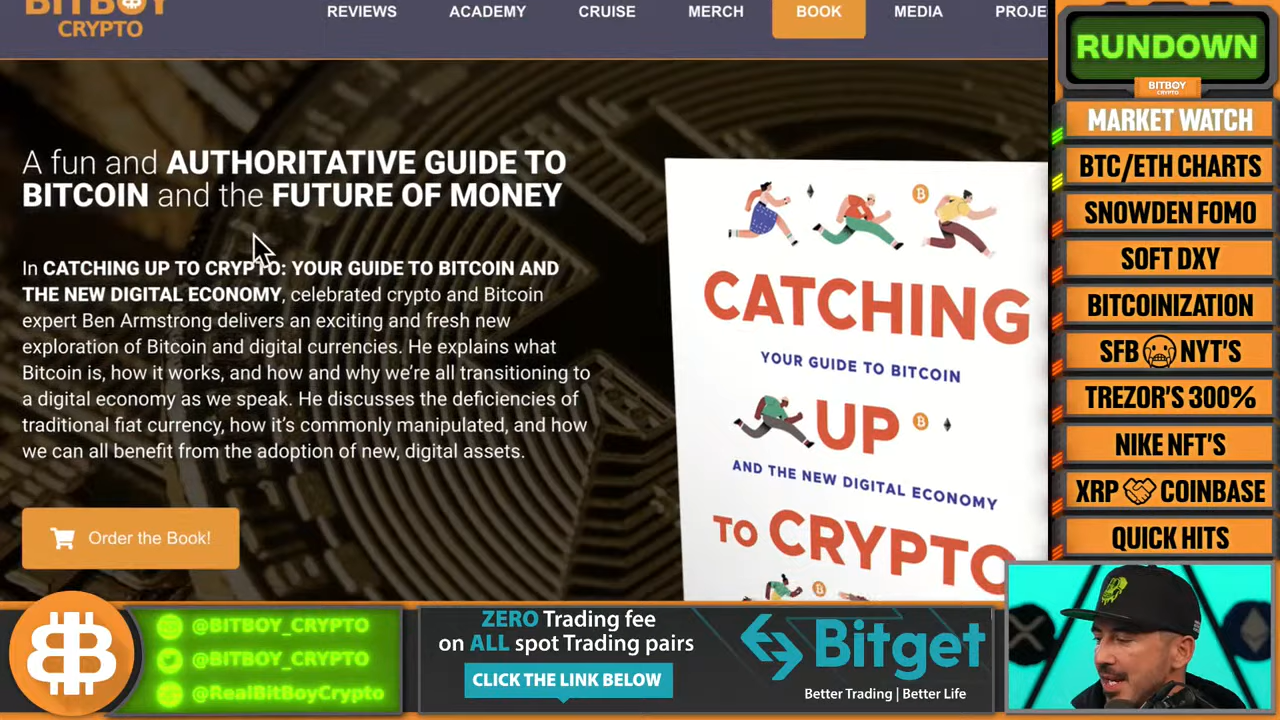 BITBOY
CRYPTO
REVIEWS
ACADEMY
CRUISE
MERCH
BOOK
MEDIA
A fun and AUTHORITATIVE GUIDE TO
BITCOIN and the FUTURE OF MONEY
In CATCHING UP TO CRYPTO: YOUR GUIDE TO BITCOIN AND
THE NEW DIGITAL ECONOMY, celebrated crypto and Bitcoin
expert Ben Armstrong delivers an exciting and fresh new
exploration of Bitcoin and digital currencies. He explains what
Bitcoin is, how it works, and how and why we're all transitioning to
a digital economy as we speak. He discusses the deficiencies of
traditional fiat currency, how it's commonly manipulated, and how
we can all benefit from the adoption of new, digital assets.
Order the Book!
CATCHING
YOUR GUIDE TO BITCOIN
UP
AND THE NEW DIGITAL ECONOMY
TO CRYPTO
RUNDOWN
BITBOY
CRYPTO
MARKET WATCH
BTC/ETH CHARTS
SNOWDEN FOMO
SOFT DXY
BITCOINIZATION
SFB 🥶 NYT'S
TREZOR'S 300%
NIKE NFT'S
XRP 🤝 COINBASE
QUICK HITS
@BITBOY_CRYPTO
@BITBOY_CRYPTO
@RealBitBoyCrypto
ZERO Trading fee
on ALL spot Trading pairs
CLICK THE LINK BELOW
Bitget
Better Trading | Better Life